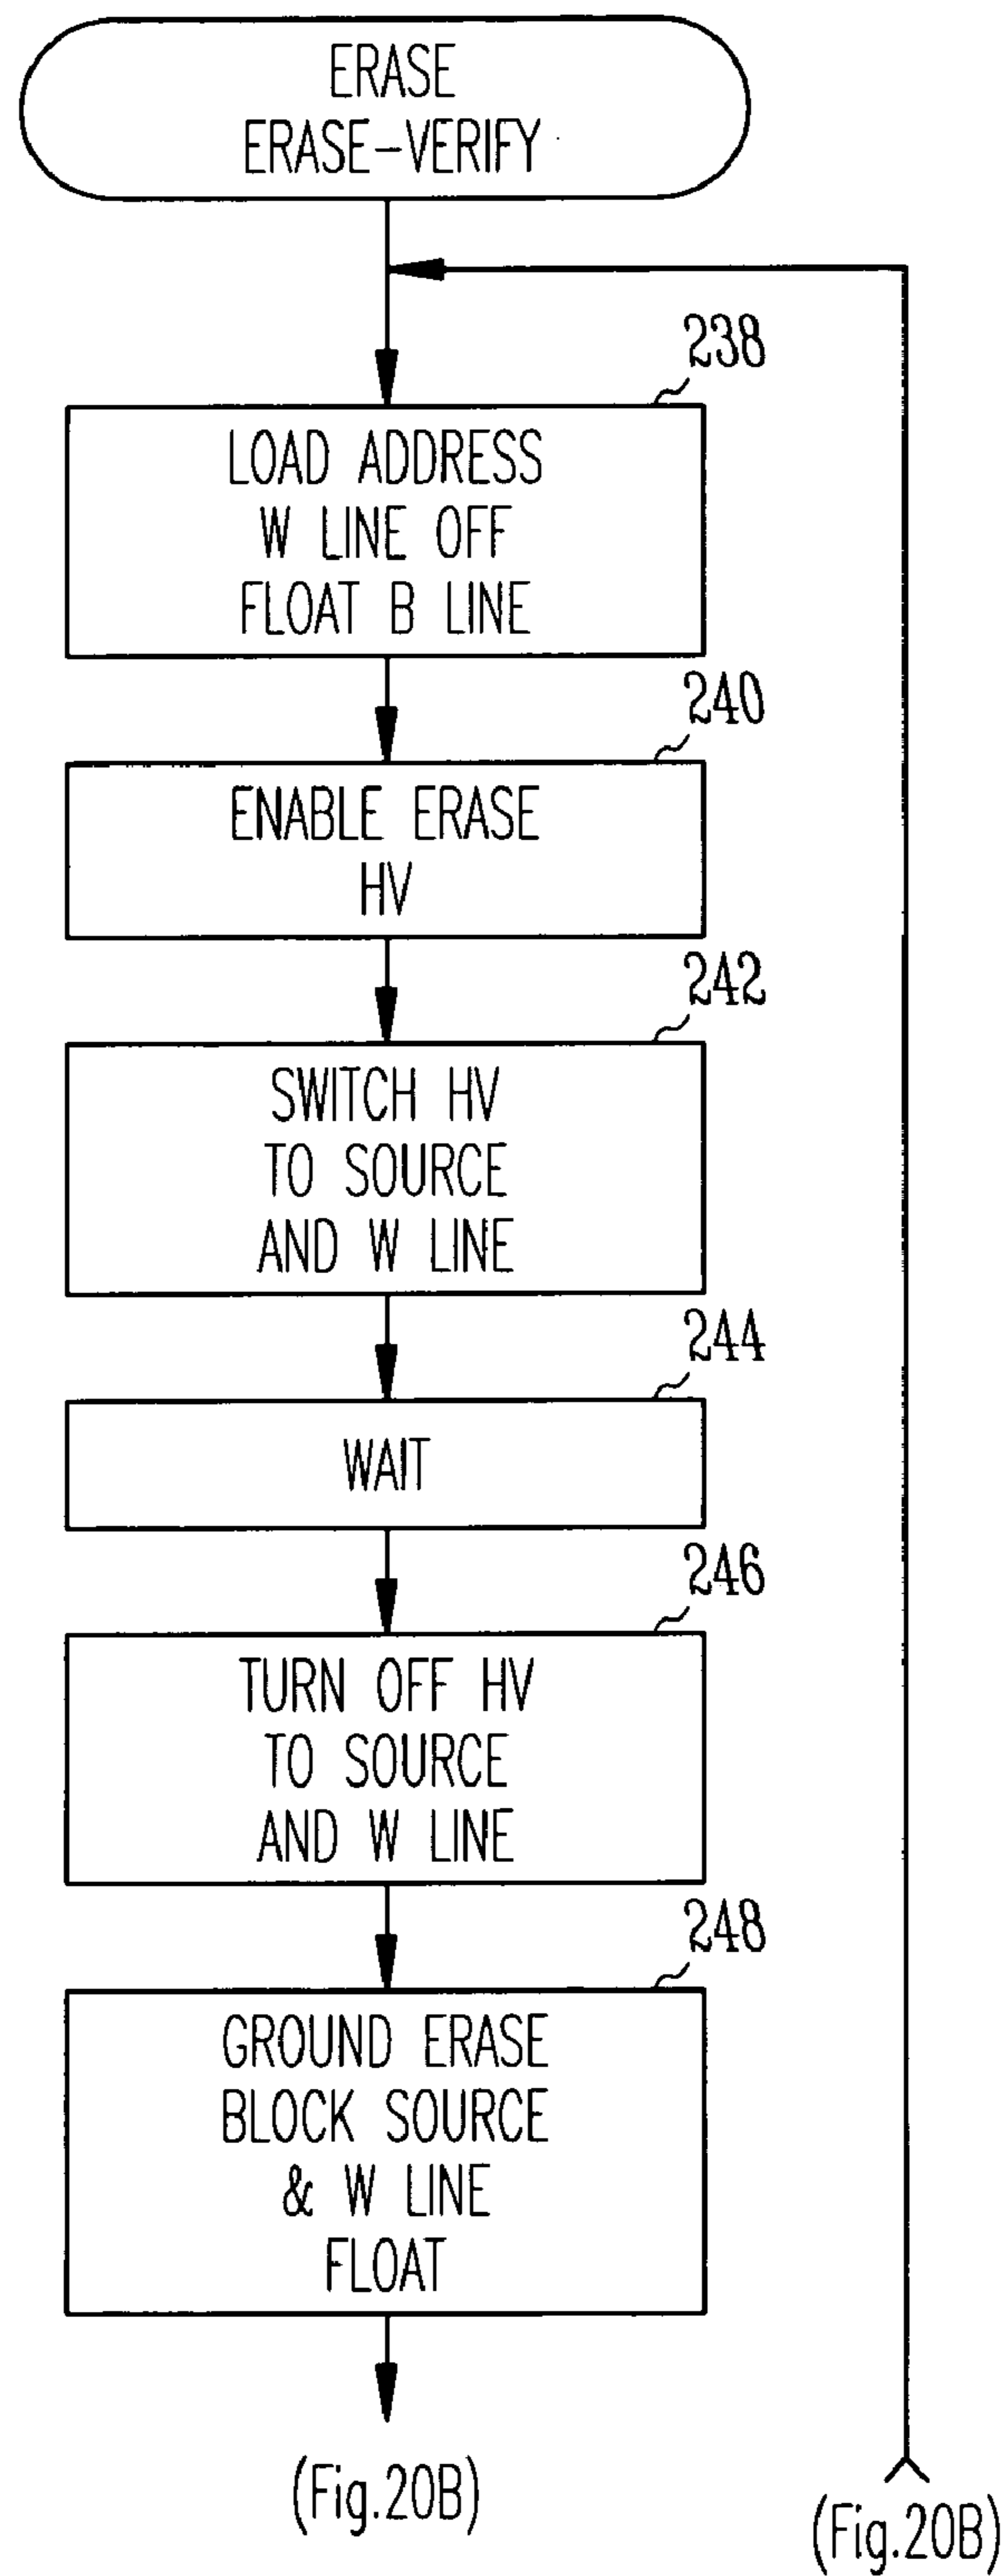 ERASE
ERASE-VERIFY
238
LOAD ADDRESS
W LINE OFF
FLOAT B LINE
240
ENABLE ERASE
HV
242
SWITCH HV
TO SOURCE
AND W LINE
244
WAIT
246
TURN OFF HV
TO SOURCE
AND W LINE
248
GROUND ERASE
BLOCK SOURCE
& W LINE
FLOAT
(Fig.20B)
(Fig.20B)